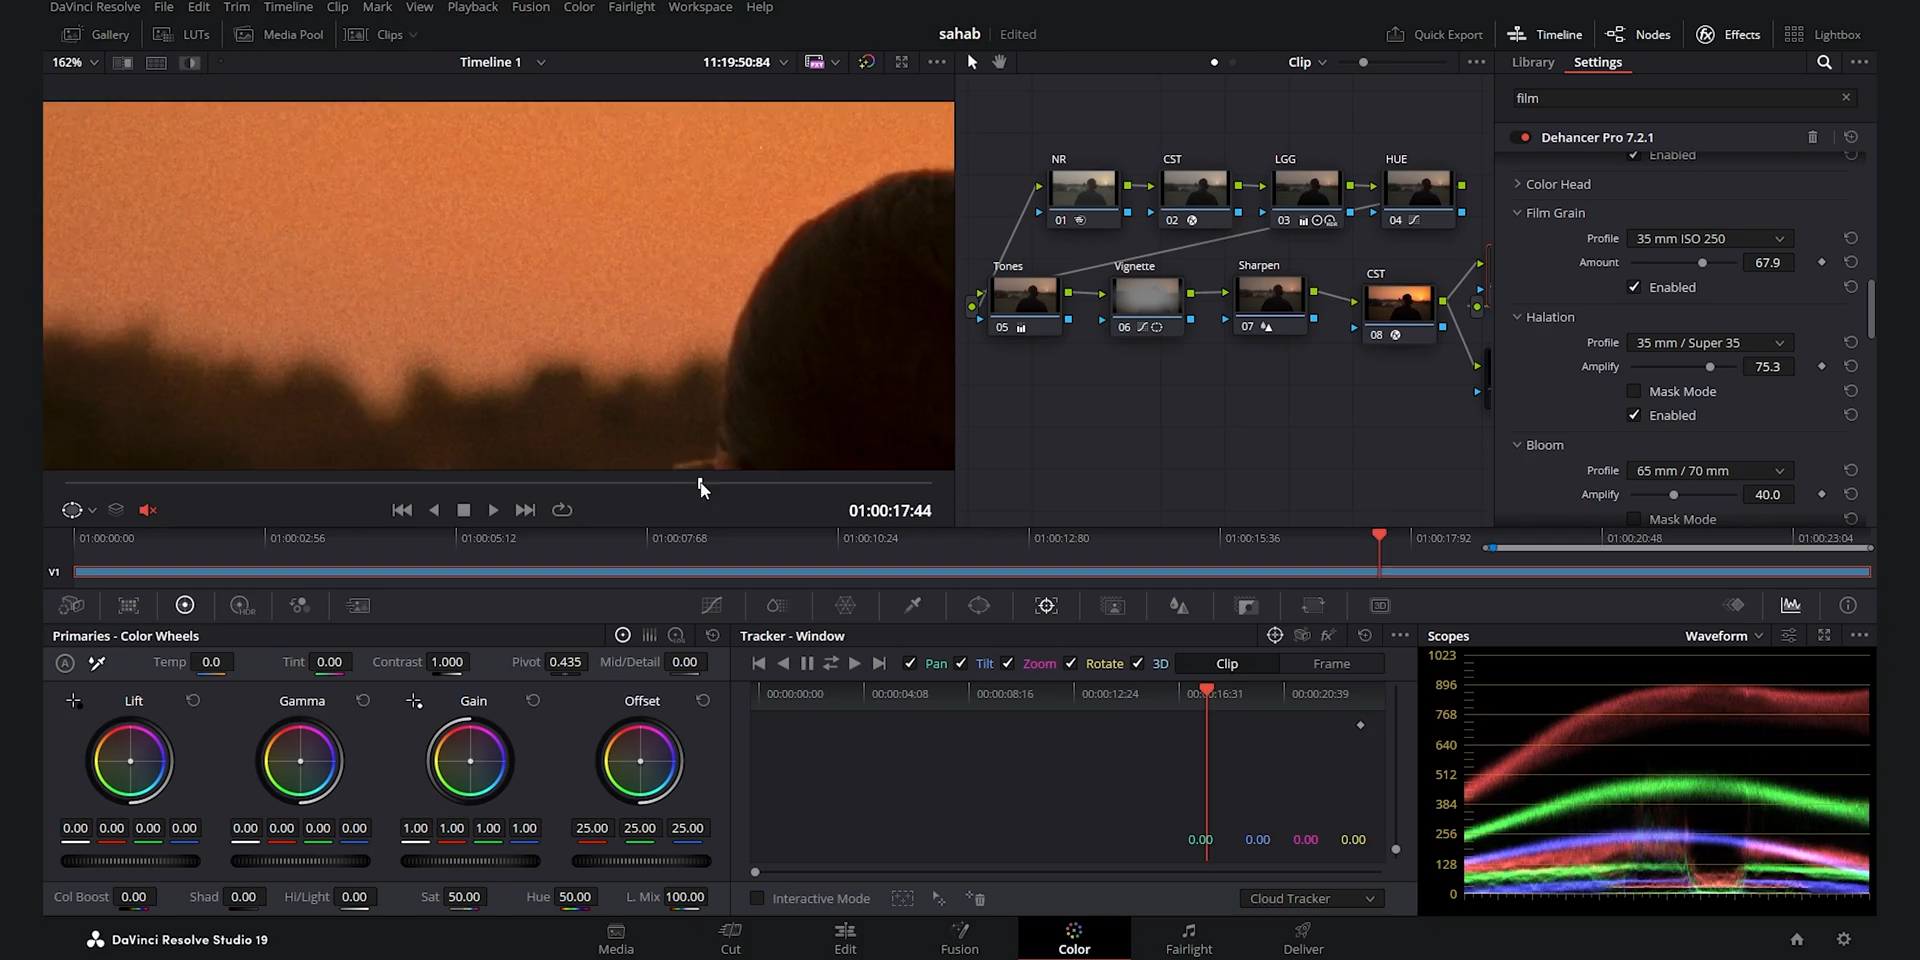 DaVinci Resolve File Edit Trim Timeline Clip Mark View Playback Fusion Color Fairlight Workspace Help
Gallery LUTs Media Pool Clips sahab Edited Quick Export Timeline Nodes Effects Lightbox
162% Timeline 1 11:19:50:84 Clip Library Settings
film
Dehancer Pro 7.2.1
Enabled
Color Head
Film Grain
Profile 35 mm ISO 250
Amount 67.9
Enabled
Halation
Profile 35 mm / Super 35
Amplify 75.3
Mask Mode
Enabled
Bloom
Profile 65 mm / 70 mm
Amplify 40.0
Mask Mode
NR CST LGG HUE
01 02 03 04
Tones Vignette Sharpen CST
05 06 07 08
01:00:17:44
01:00:00:00 01:00:02:56 01:00:05:12 01:00:07:68 01:00:10:24 01:00:12:80 01:00:15:36 01:00:17:92 01:00:20:48 01:00:23:04
V1
HDR 3D
Primaries - Color Wheels
Temp 0.0 Tint 0.00 Contrast 1.000 Pivot 0.435 Mid/Detail 0.00
Lift Gamma Gain Offset
0.00 0.00 0.00 0.00 0.00 0.00 0.00 0.00 1.00 1.00 1.00 1.00 25.00 25.00 25.00
Col Boost 0.00 Shad 0.00 Hi/Light 0.00 Sat 50.00 Hue 50.00 L. Mix 100.00
Tracker - Window
Pan Tilt Zoom Rotate 3D Clip Frame
00:00:00:00 00:00:04:08 00:00:08:16 00:00:12:24 00:00:16:31 00:00:20:39
0.00 0.00 0.00 0.00
Interactive Mode Cloud Tracker
Scopes Waveform
1023
896
768
640
512
384
256
128
0
DaVinci Resolve Studio 19
Media Cut Edit Fusion Color Fairlight Deliver